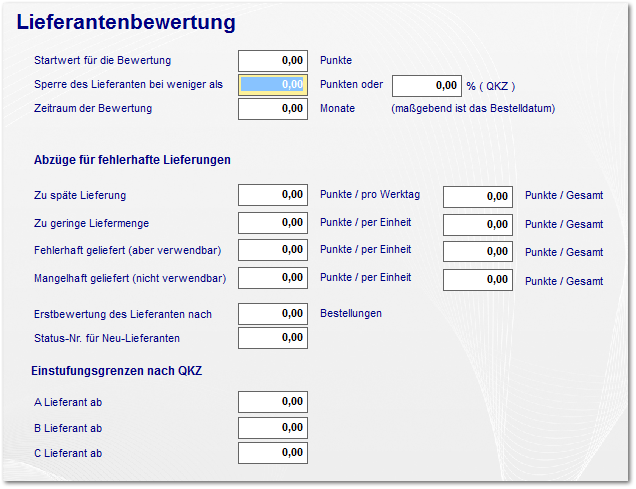 Lieferantenbewertung
Startwert für die Bewertung 0,00 Punkte
Sperre des Lieferanten bei weniger als 0,00 Punkten oder 0,00 % ( QKZ )
Zeitraum der Bewertung 0,00 Monate (maßgebend ist das Bestelldatum)
Abzüge für fehlerhafte Lieferungen
Zu späte Lieferung 0,00 Punkte / pro Werktag 0,00 Punkte / Gesamt
Zu geringe Liefermenge 0,00 Punkte / per Einheit 0,00 Punkte / Gesamt
Fehlerhaft geliefert (aber verwendbar) 0,00 Punkte / per Einheit 0,00 Punkte / Gesamt
Mangelhaft geliefert (nicht verwendbar) 0,00 Punkte / per Einheit 0,00 Punkte / Gesamt
Erstbewertung des Lieferanten nach 0,00 Bestellungen
Status-Nr. für Neu-Lieferanten 0,00
Einstufungsgrenzen nach QKZ
A Lieferant ab 0,00
B Lieferant ab 0,00
C Lieferant ab 0,00